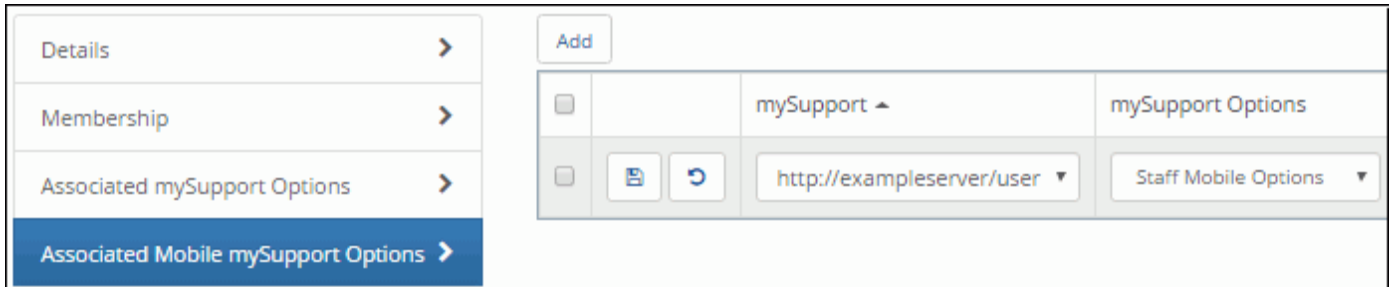 Details
Membership
Associated mySupport Options
Associated Mobile mySupport Options
Add
mySupport
mySupport Options
http://exampleserver/user
Staff Mobile Options